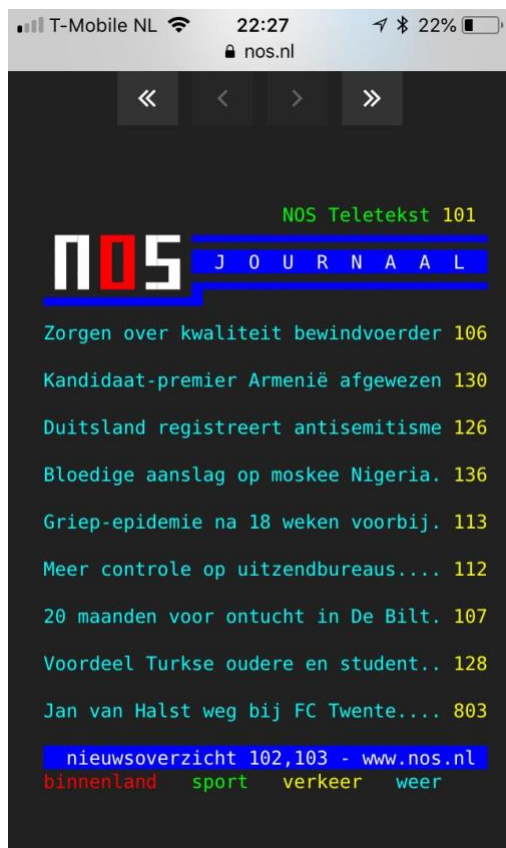 T-Mobile NL 22:27 22%
nos.nl
NOS Teletekst 101
nos JOURNAAL
Zorgen over kwaliteit bewindvoerder 106
Kandidaat-premier Armenië afgewezen 130
Duitsland registreert antisemitisme 126
Bloedige aanslag op moskee Nigeria. 136
Griep-epidemie na 18 weken voorbij. 113
Meer controle op uitzendbureaus.... 112
20 maanden voor ontucht in De Bilt. 107
Voordeel Turkse oudere en student.. 128
Jan van Halst weg bij FC Twente.... 803
nieuwsoverzicht 102,103 - www.nos.nl
binnenland sport verkeer weer